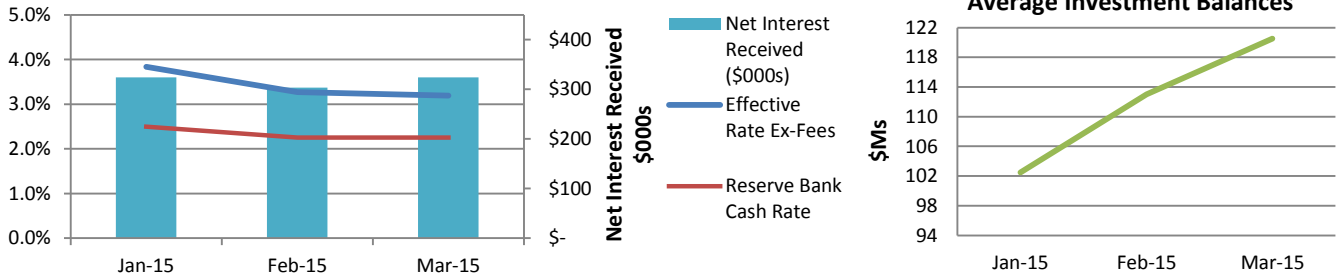 5.0%
4.0%
3.0%
2.0%
1.0%
0.0%
Jan-15
Feb-15
Mar-15
$400
$300
$200
$100
$-
Net Interest Received
$000s
Net Interest
Received
($000s)
Effective
Rate Ex-Fees
Reserve Bank
Cash Rate
Average Investment Balances
$Ms
122
118
114
110
106
102
98
94
Jan-15
Feb-15
Mar-15